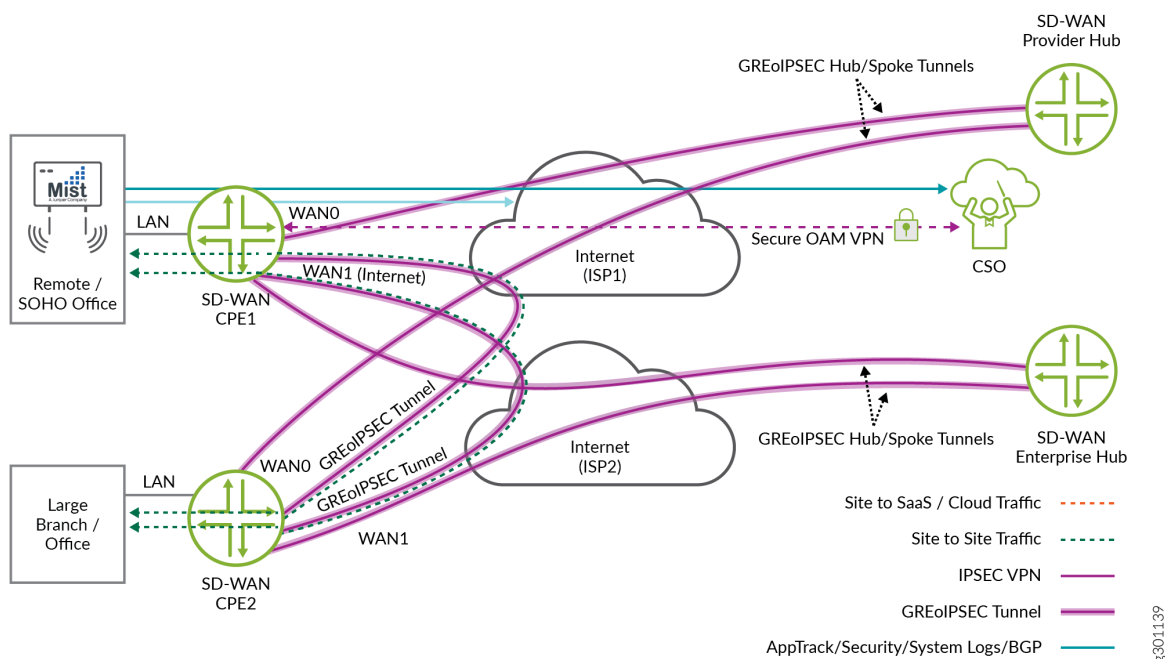 SD-WAN
Provider Hub
GREoIPSEC Hub/Spoke Tunnels
Mist
A Juniper Company
LAN
WAN0
Secure OAM VPN
CSO
Internet
(ISP1)
WAN1 (Internet)
Remote /
SOHO Office
SD-WAN
CPE1
GREoIPSEC Tunnel
GREoIPSEC Tunnel
Internet
(ISP2)
GREoIPSEC Hub/Spoke Tunnels
SD-WAN
Enterprise Hub
WAN0
LAN
Large
Branch /
Office
WAN1
SD-WAN
CPE2
Site to SaaS / Cloud Traffic
Site to Site Traffic
IPSEC VPN
GREoIPSEC Tunnel
AppTrack/Security/System Logs/BGP
g301139